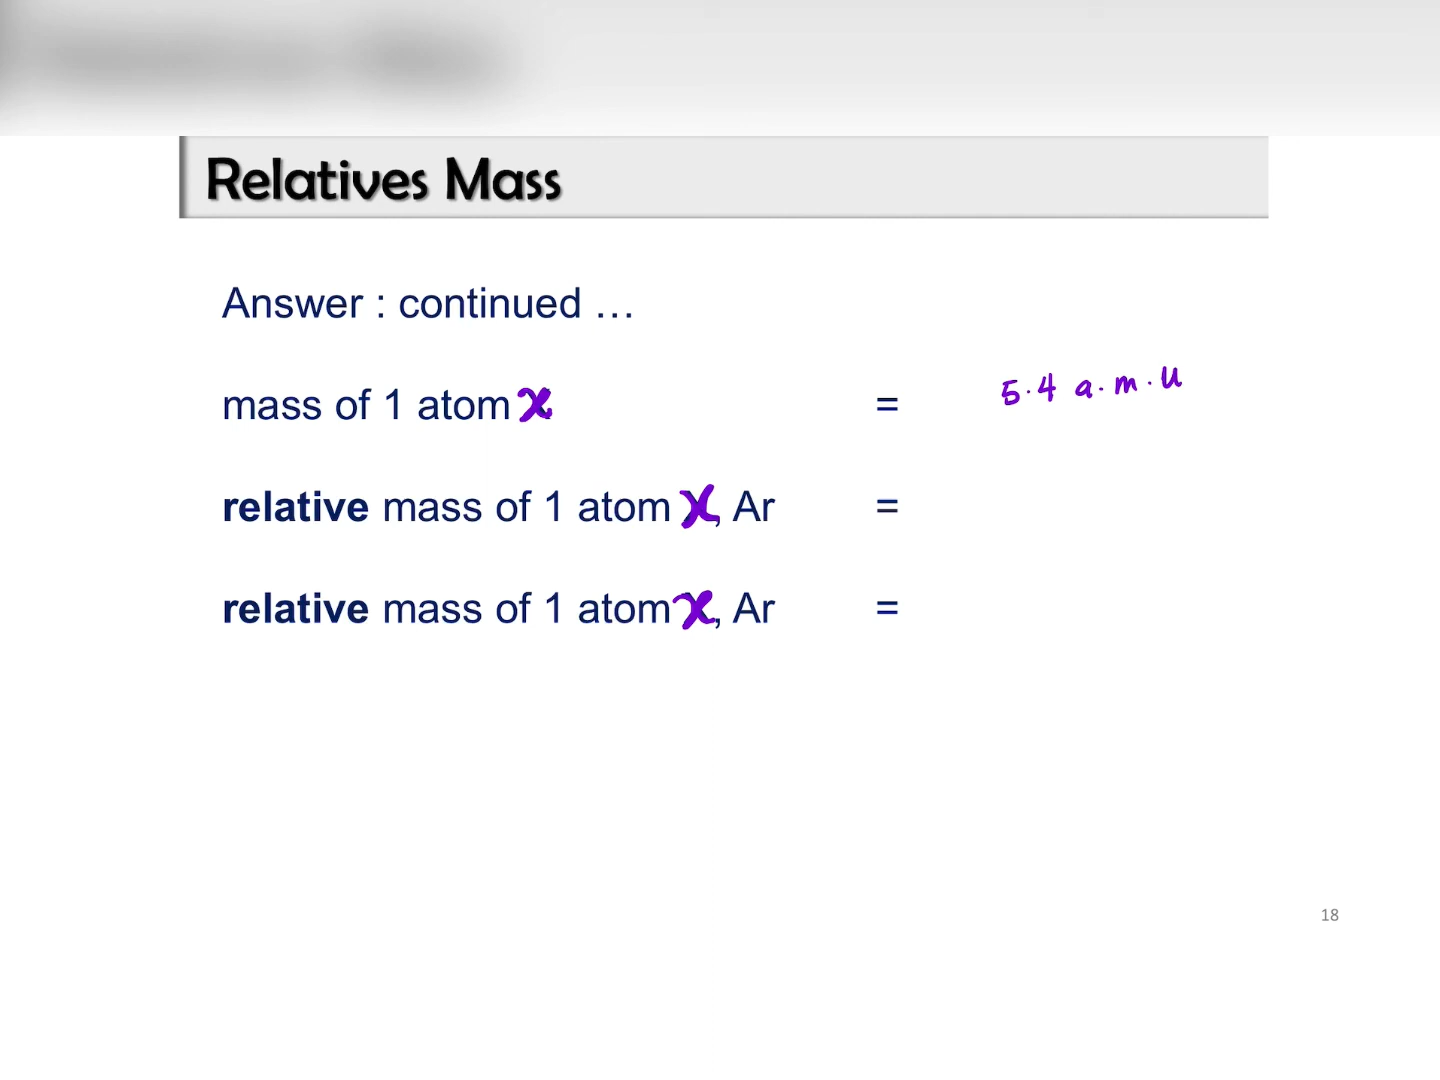 Relatives Mass
Answer : continued …
mass of 1 atom x = 5.4 a.m.u
relative mass of 1 atom x, Ar =
relative mass of 1 atom x, Ar =
18